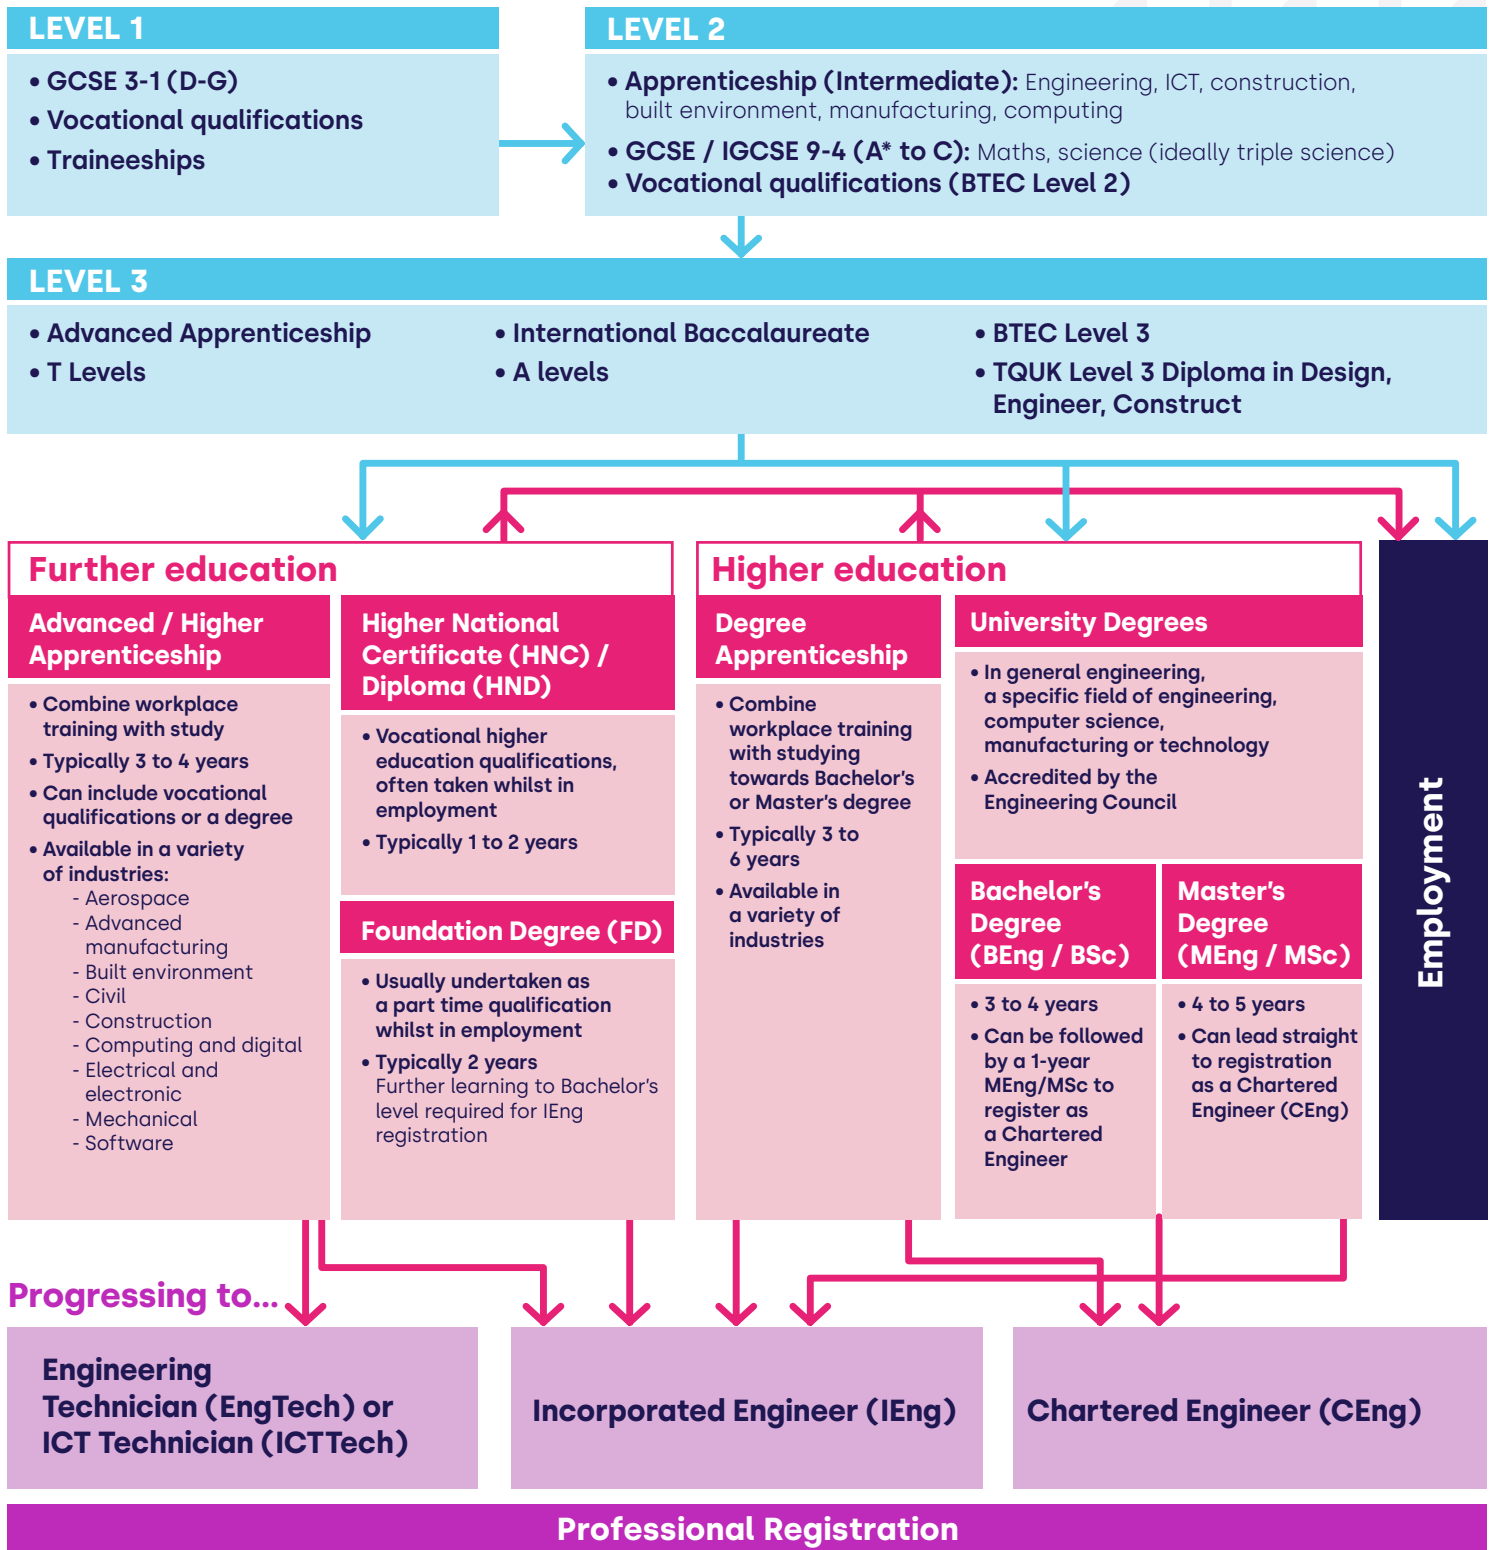 LEVEL 1
• GCSE 3-1 (D-G)
• Vocational qualifications
• Traineeships
LEVEL 2
• Apprenticeship (Intermediate): Engineering, ICT, construction,
built environment, manufacturing, computing
• GCSE / IGCSE 9-4 (A* to C): Maths, science (ideally triple science)
• Vocational qualifications (BTEC Level 2)
LEVEL 3
• Advanced Apprenticeship
• T Levels
• International Baccalaureate
• A levels
• BTEC Level 3
• TQUK Level 3 Diploma in Design,
Engineer, Construct
Further education
Advanced / Higher
Apprenticeship
• Combine workplace
training with study
• Typically 3 to 4 years
• Can include vocational
qualifications or a degree
• Available in a variety
of industries:
- Aerospace
- Advanced
manufacturing
- Built environment
- Civil
- Construction
- Computing and digital
- Electrical and
electronic
- Mechanical
- Software
Higher National
Certificate (HNC) /
Diploma (HND)
• Vocational higher
education qualifications,
often taken whilst in
employment
• Typically 1 to 2 years
Foundation Degree (FD)
• Usually undertaken as
a part time qualification
whilst in employment
• Typically 2 years
Further learning to Bachelor's
level required for IEng
registration
Higher education
Degree
Apprenticeship
• Combine
workplace training
with studying
towards Bachelor's
or Master's degree
• Typically 3 to
6 years
• Available in
a variety of
industries
University Degrees
• In general engineering,
a specific field of engineering,
computer science,
manufacturing or technology
• Accredited by the
Engineering Council
Bachelor's
Degree
(BEng / BSc)
• 3 to 4 years
• Can be followed
by a 1-year
MEng/MSc to
register as
a Chartered
Engineer
Master's
Degree
(MEng / MSc)
• 4 to 5 years
• Can lead straight
to registration
as a Chartered
Engineer (CEng)
Employment
Progressing to...
Engineering
Technician (EngTech) or
ICT Technician (ICTTech)
Incorporated Engineer (IEng)
Chartered Engineer (CEng)
Professional Registration